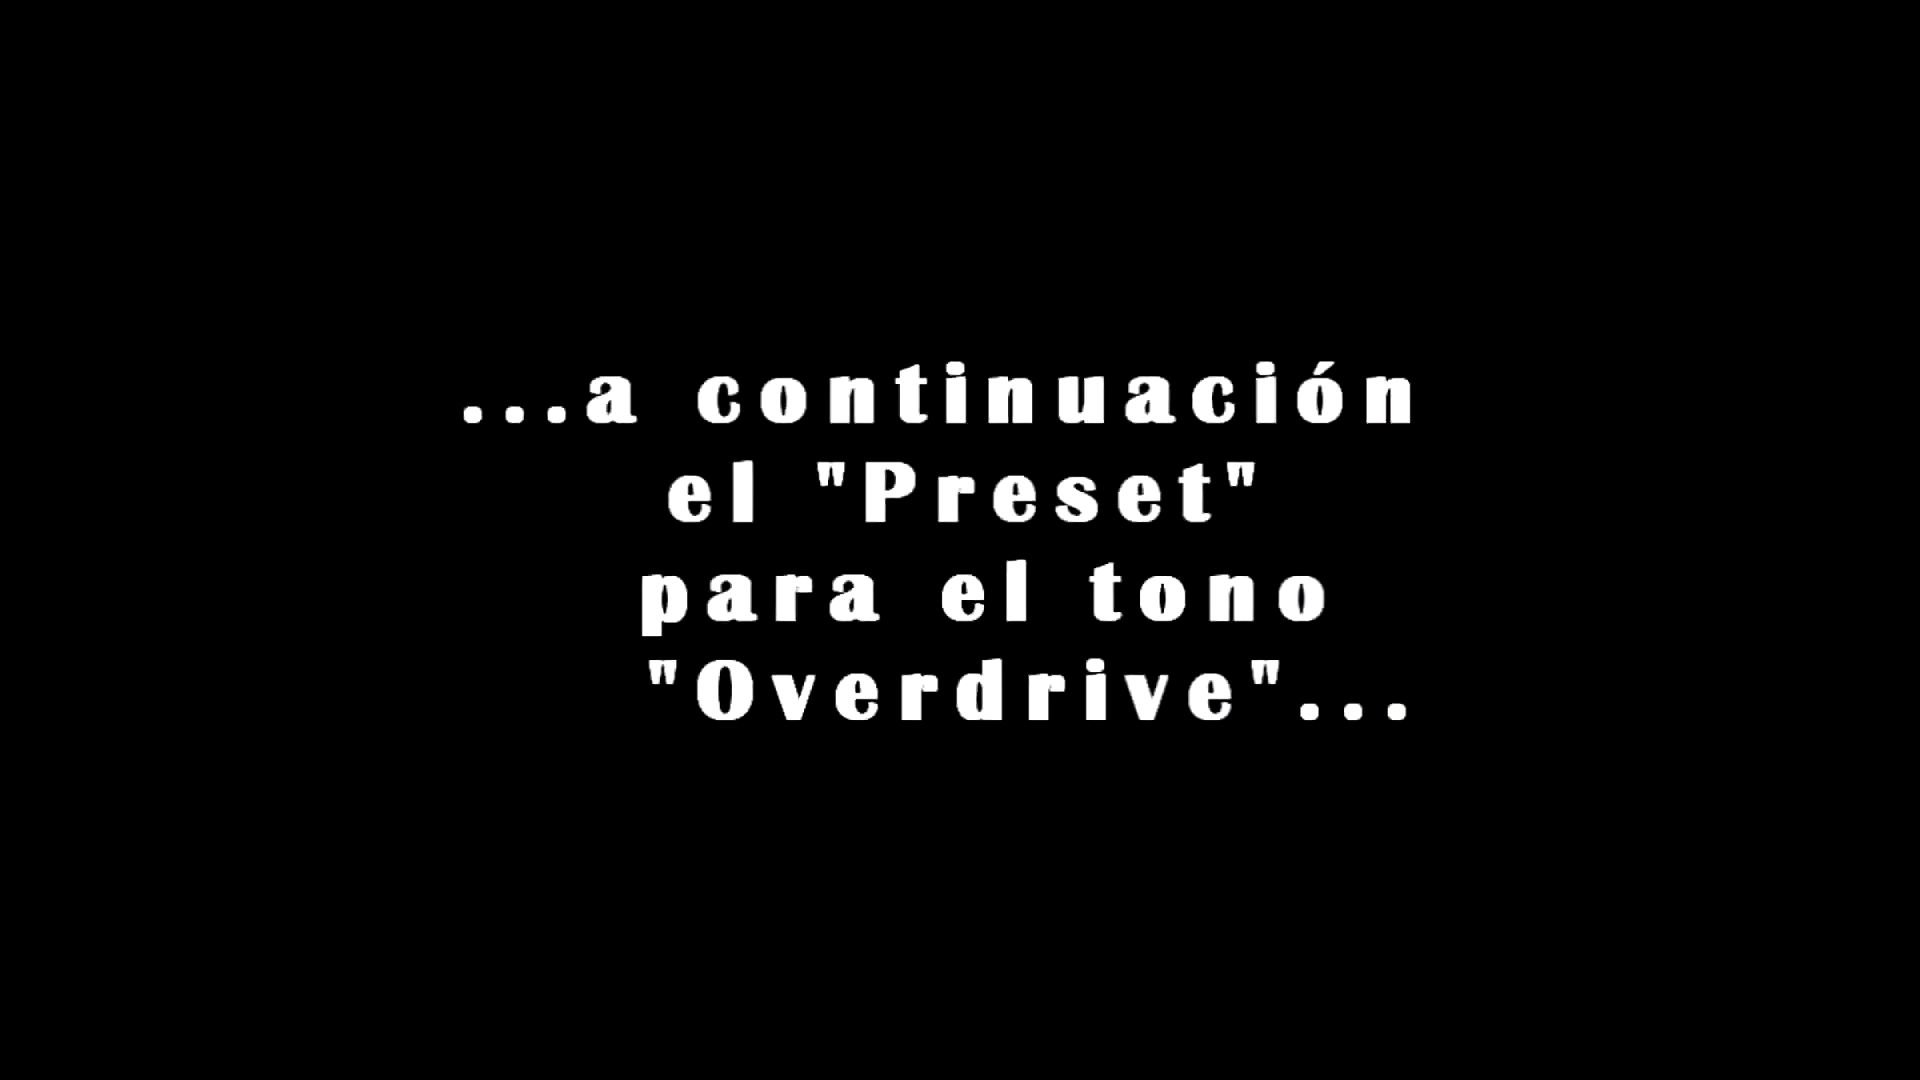 ...a continuación
el "Preset"
para el tono
"Overdrive"...